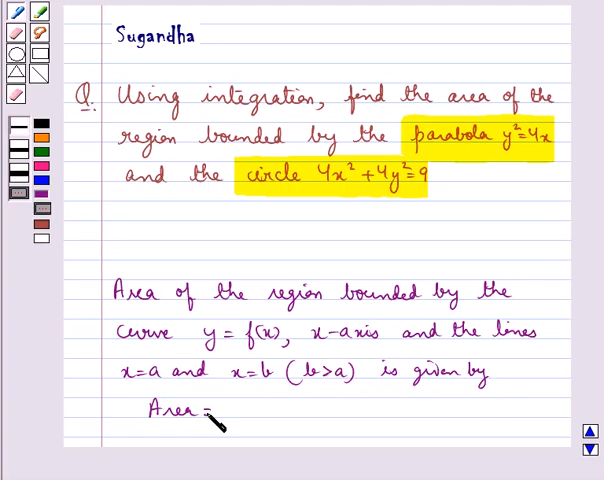 Sugandha
Q. Using integration, find the area of the
region bounded by the parabola y²=4x
and the circle 4x²+4y²=9
Area of the region bounded by the
curve y = f(x), x-axis and the lines
x=a and x=b (b>a) is given by
Area=